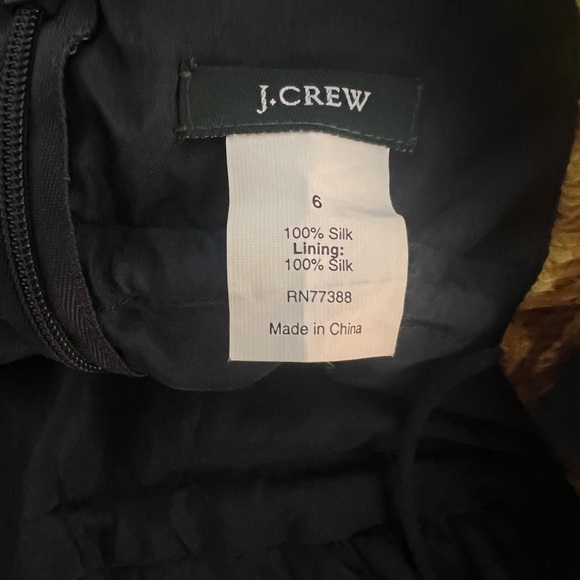 J.CREW
6
100% Silk
Lining:
100% Silk
RN77388
Made in China